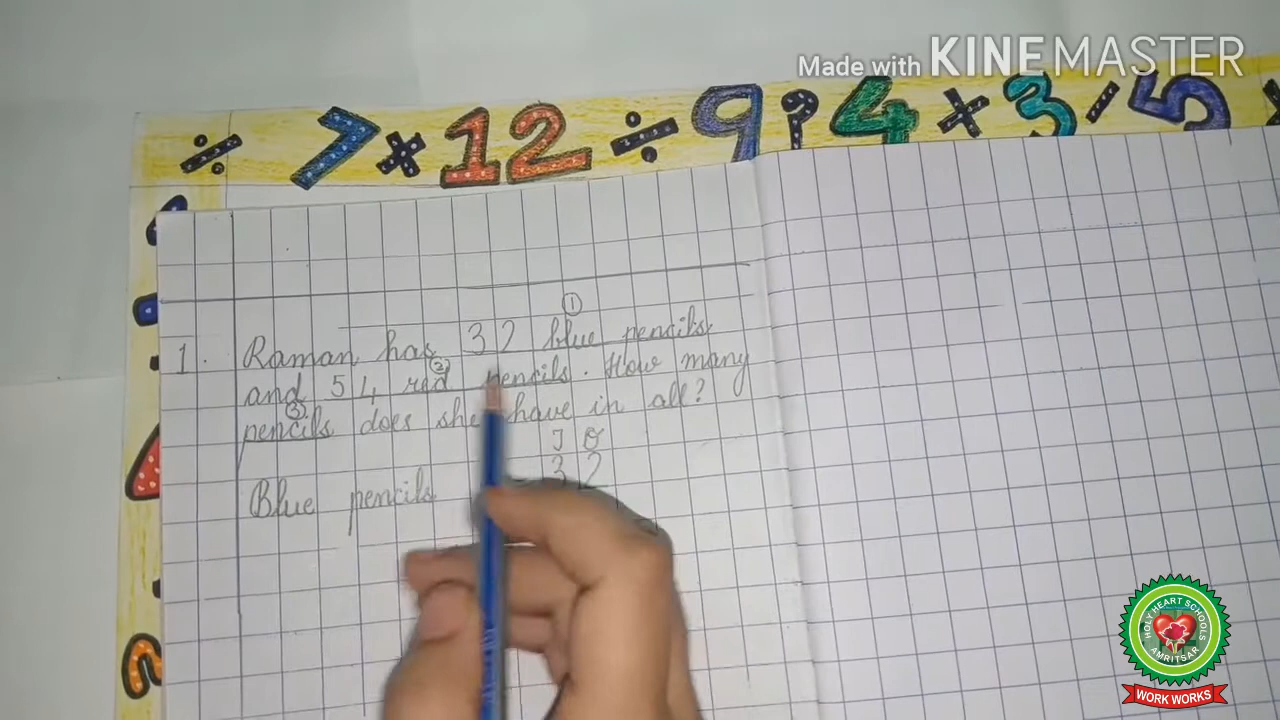 Made with KINEMASTER
÷ 7 × 12 ÷ 9 ? 4 × 3 5
①
1. Raman has 32 blue pencils
②
and 54 red pencils. How many
③
pencils does she have in all?
T O
Blue pencils 32
HOLY HEART SCHOOLS
AMRITSAR
WORK WORKS